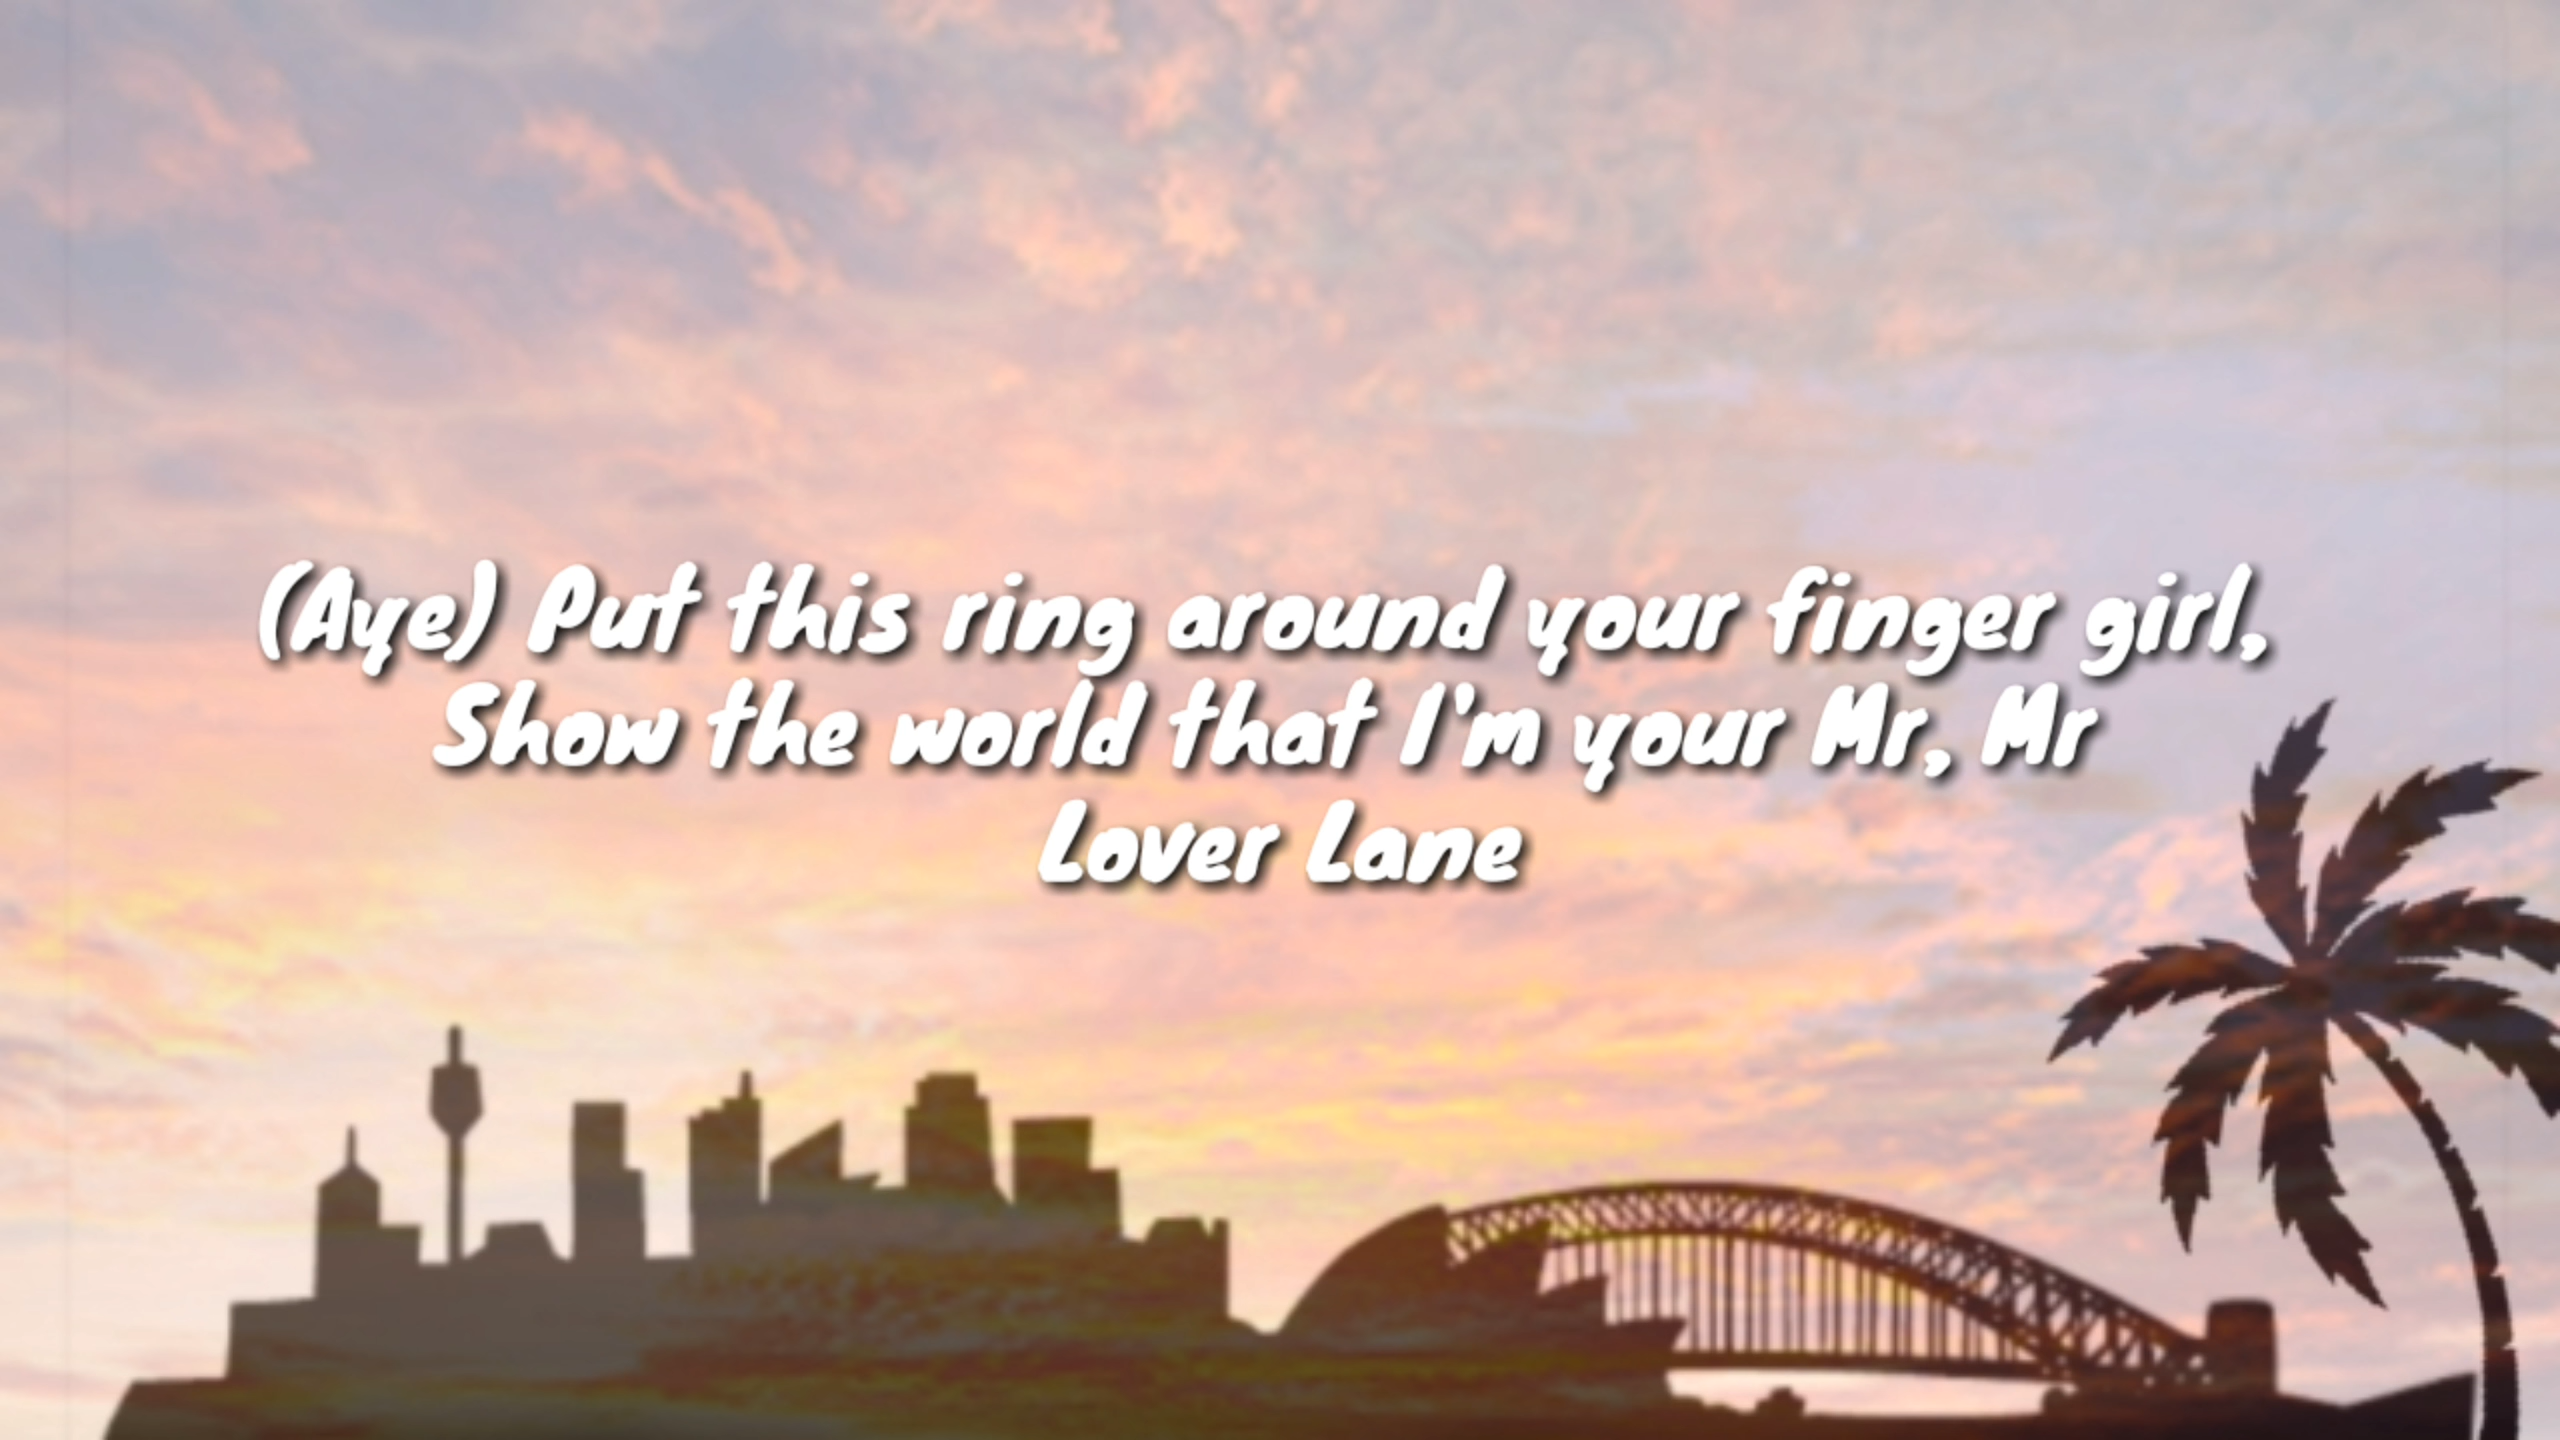 (Aye) Put this ring around your finger girl,
Show the world that I'm your Mr, Mr
Lover Lane